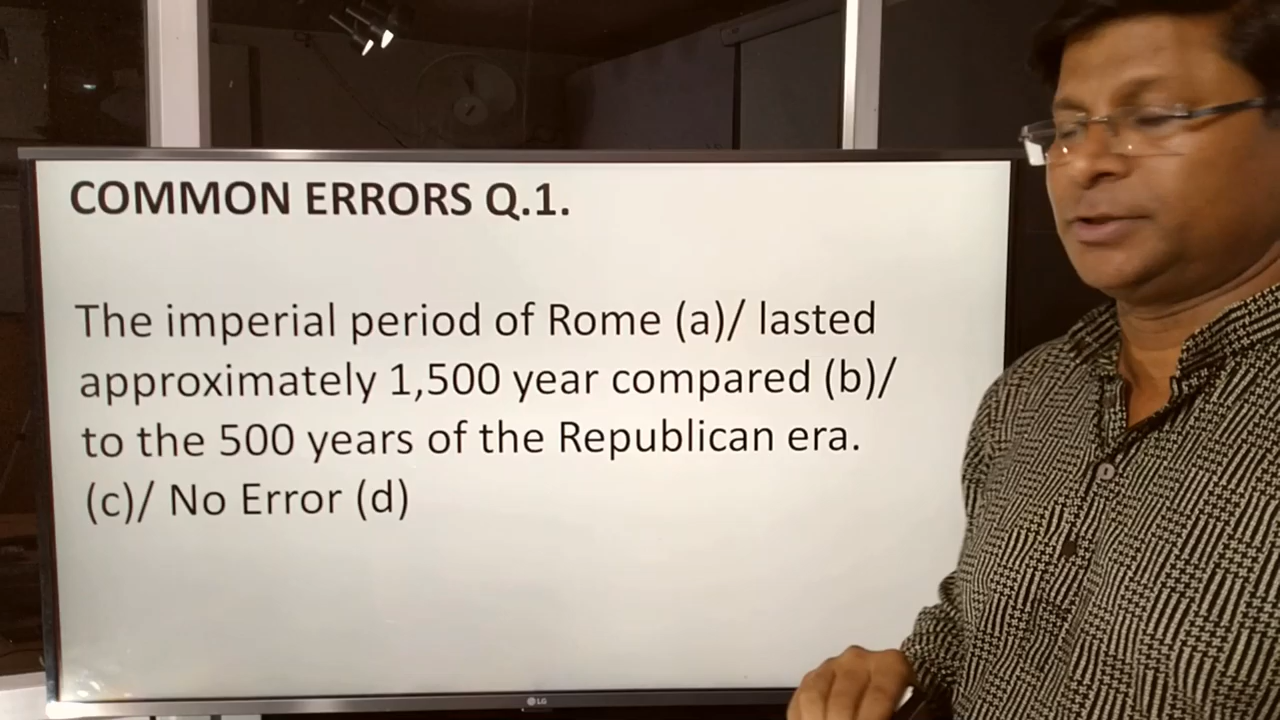 COMMON ERRORS Q.1.
The imperial period of Rome (a)/ lasted
approximately 1,500 year compared (b)/
to the 500 years of the Republican era.
(c)/ No Error (d)
LG